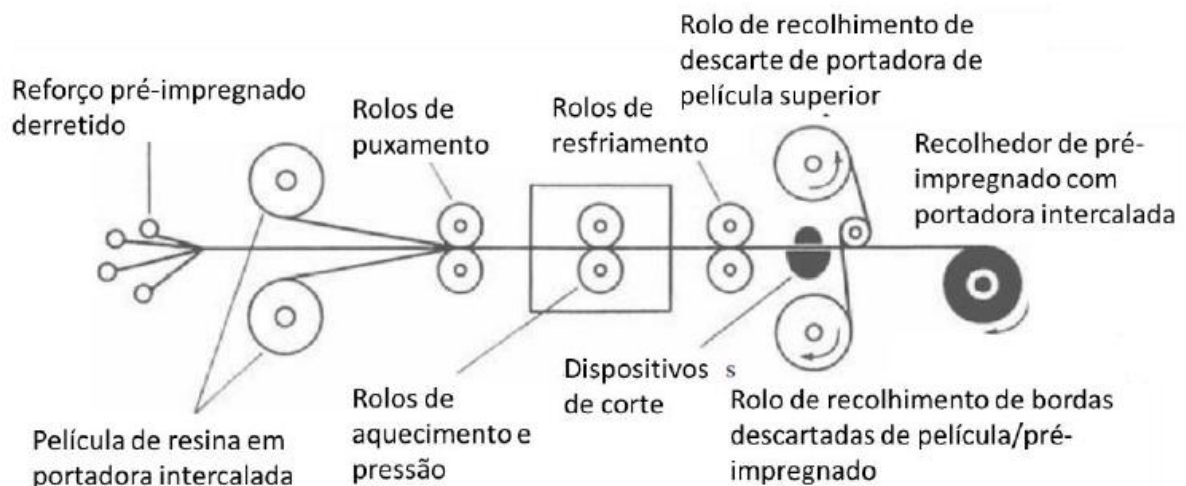 Rolo de recolhimento de
descarte de portadora de
película superior
Reforço pré-impregnado
derretido
Rolos de
puxamento
Rolos de
resfriamento
Recolhedor de pré-
impregnado com
portadora intercalada
Película de resina em
portadora intercalada
Rolos de
aquecimento e
pressão
Dispositivos s
de corte
Rolo de recolhimento de bordas
descartadas de película/pré-
impregnado